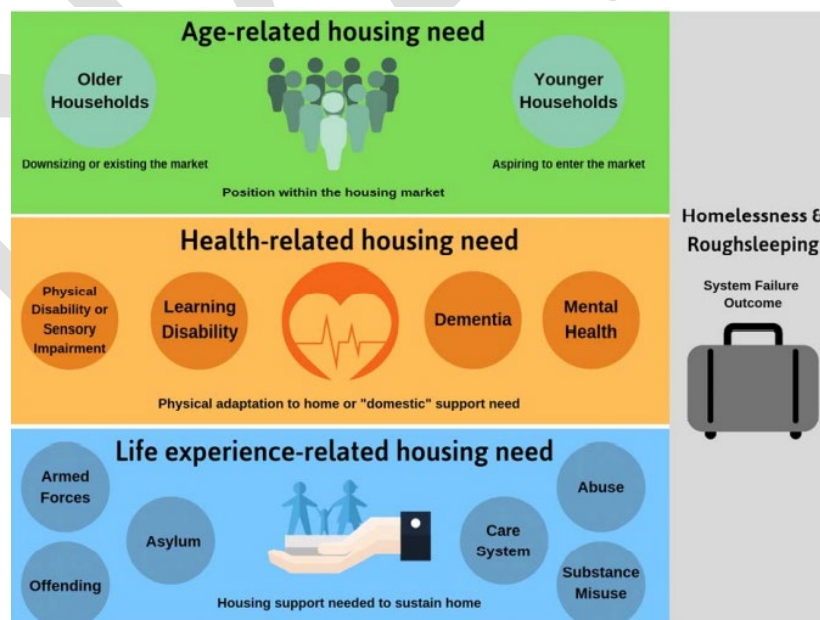 Age-related housing need
Older
Households
Younger
Households
Downsizing or existing the market
Aspiring to enter the market
Position within the housing market
Health-related housing need
Physical
Disability or
Sensory
Impairment
Learning
Disability
Dementia
Mental
Health
Physical adaptation to home or "domestic" support need
Life experience-related housing need
Armed
Forces
Asylum
Offending
Care
System
Abuse
Substance
Misuse
Housing support needed to sustain home
Homelessness &
Roughsleeping
System Failure
Outcome